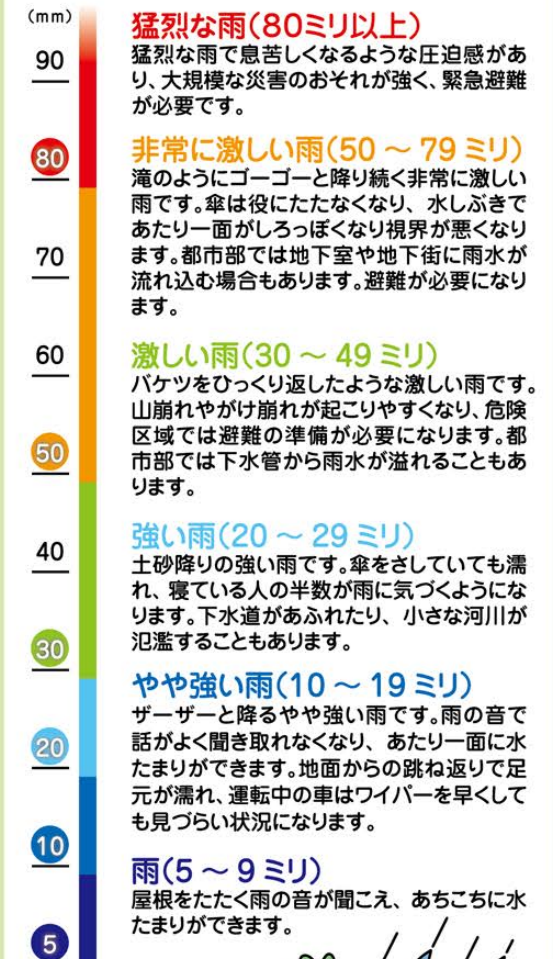 (mm)
90
80
70
60
50
40
30
20
10
5
猛烈な雨(80ミリ以上)
猛烈な雨で息苦しくなるような圧迫感があ
り、大規模な災害のおそれが強く、緊急避難
が必要です。
非常に激しい雨(50 ～ 79 ミリ)
滝のようにゴーゴーと降り続く非常に激しい
雨です。傘は役にたたなくなり、水しぶきで
あたり一面がしろっぽくなり視界が悪くなり
ます。都市部では地下室や地下街に雨水が
流れ込む場合もあります。避難が必要になり
ます。
激しい雨(30 ～ 49 ミリ)
バケツをひっくり返したような激しい雨です。
山崩れやがけ崩れが起こりやすくなり、危険
区域では避難の準備が必要になります。都
市部では下水管から雨水が溢れることもあ
ります。
強い雨(20 ～ 29 ミリ)
土砂降りの強い雨です。傘をさしていても濡
れ、寝ている人の半数が雨に気づくようにな
ります。下水道があふれたり、小さな河川が
氾濫することもあります。
やや強い雨(10 ～ 19 ミリ)
ザーザーと降るやや強い雨です。雨の音で
話がよく聞き取れなくなり、あたり一面に水
たまりができます。地面からの跳ね返りで足
元が濡れ、運転中の車はワイパーを早くして
も見づらい状況になります。
雨(5 ～ 9 ミリ)
屋根をたたく雨の音が聞こえ、あちこちに水
たまりができます。